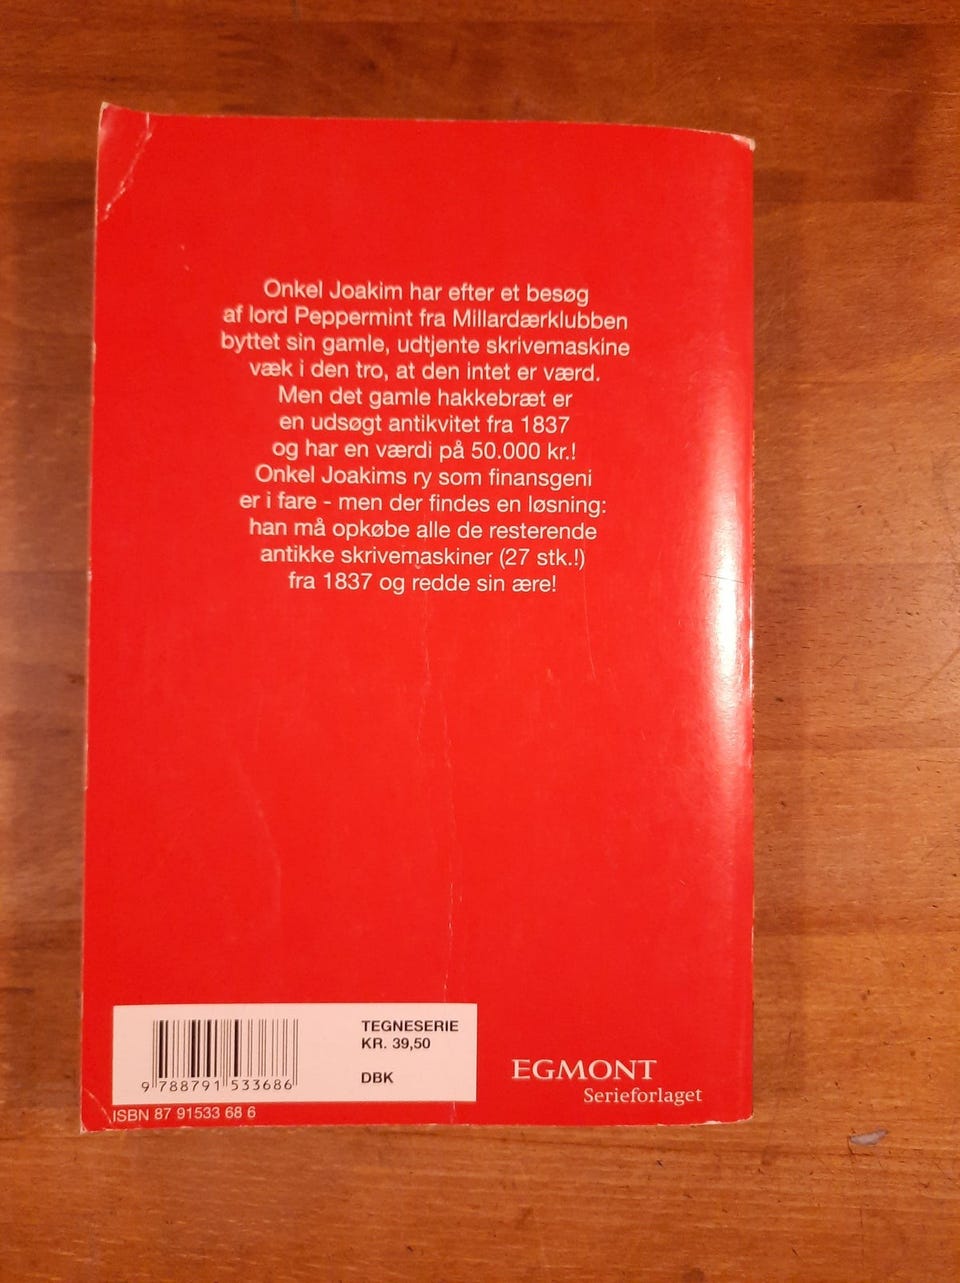 Onkel Joakim har efter et besøg
af lord Peppermint fra Millardærklubben
byttet sin gamle, udtjente skrivemaskine
væk i den tro, at den intet er værd.
Men det gamle hakkebræt er
en udsøgt antikvitet fra 1837
og har en værdi på 50.000 kr.!
Onkel Joakims ry som finansgeni
er i fare - men der findes en løsning:
han må opkøbe alle de resterende
antikke skrivemaskiner (27 stk.!)
fra 1837 og redde sin ære!
TEGNESERIE
KR. 39,50
DBK
9 788791 533686
ISBN 87 91533 68 6
EGMONT
Serieforlaget